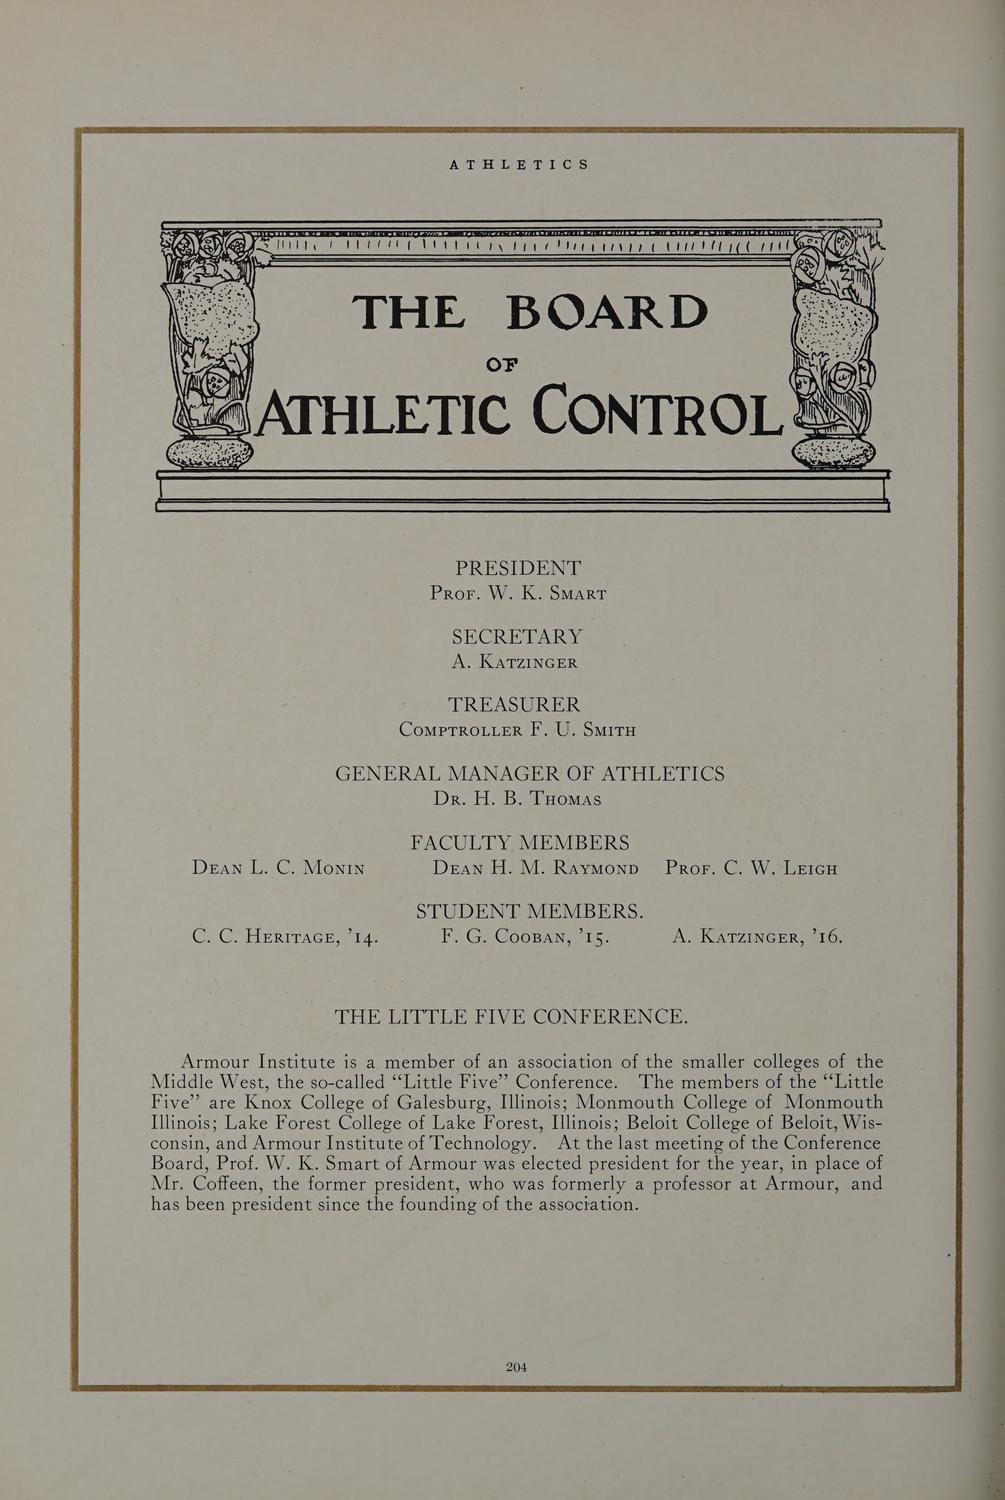 ATHLETICS
THE BOARD
OF
ATHLETIC CONTROL
PRESIDENT
PROF. W. K. SMART
SECRETARY
A. KATZINGER
TREASURER
COMPTROLLER F. U. SMITH
GENERAL MANAGER OF ATHLETICS
DR. H. B. THOMAS
FACULTY MEMBERS
DEAN L. C. MONIN DEAN H. M. RAYMOND PROF. C. W. LEIGH
STUDENT MEMBERS.
C. C. HERITAGE, ’14. F. G. COOBAN, ’15. A. KATZINGER, ’16.
THE LITTLE FIVE CONFERENCE.
Armour Institute is a member of an association of the smaller colleges of the
Middle West, the so-called “Little Five” Conference. The members of the “Little
Five” are Knox College of Galesburg, Illinois; Monmouth College of Monmouth
Illinois; Lake Forest College of Lake Forest, Illinois; Beloit College of Beloit, Wis-
consin, and Armour Institute of Technology. At the last meeting of the Conference
Board, Prof. W. K. Smart of Armour was elected president for the year, in place of
Mr. Coffeen, the former president, who was formerly a professor at Armour, and
has been president since the founding of the association.
204